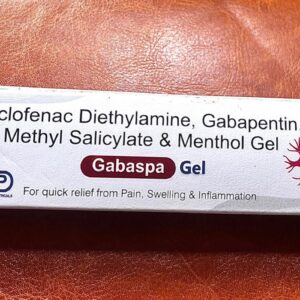 clofenac Diethylamine, Gabapentin,
Methyl Salicylate & Menthol Gel
Gabaspa Gel
For quick relief from Pain, Swelling & Inflammation